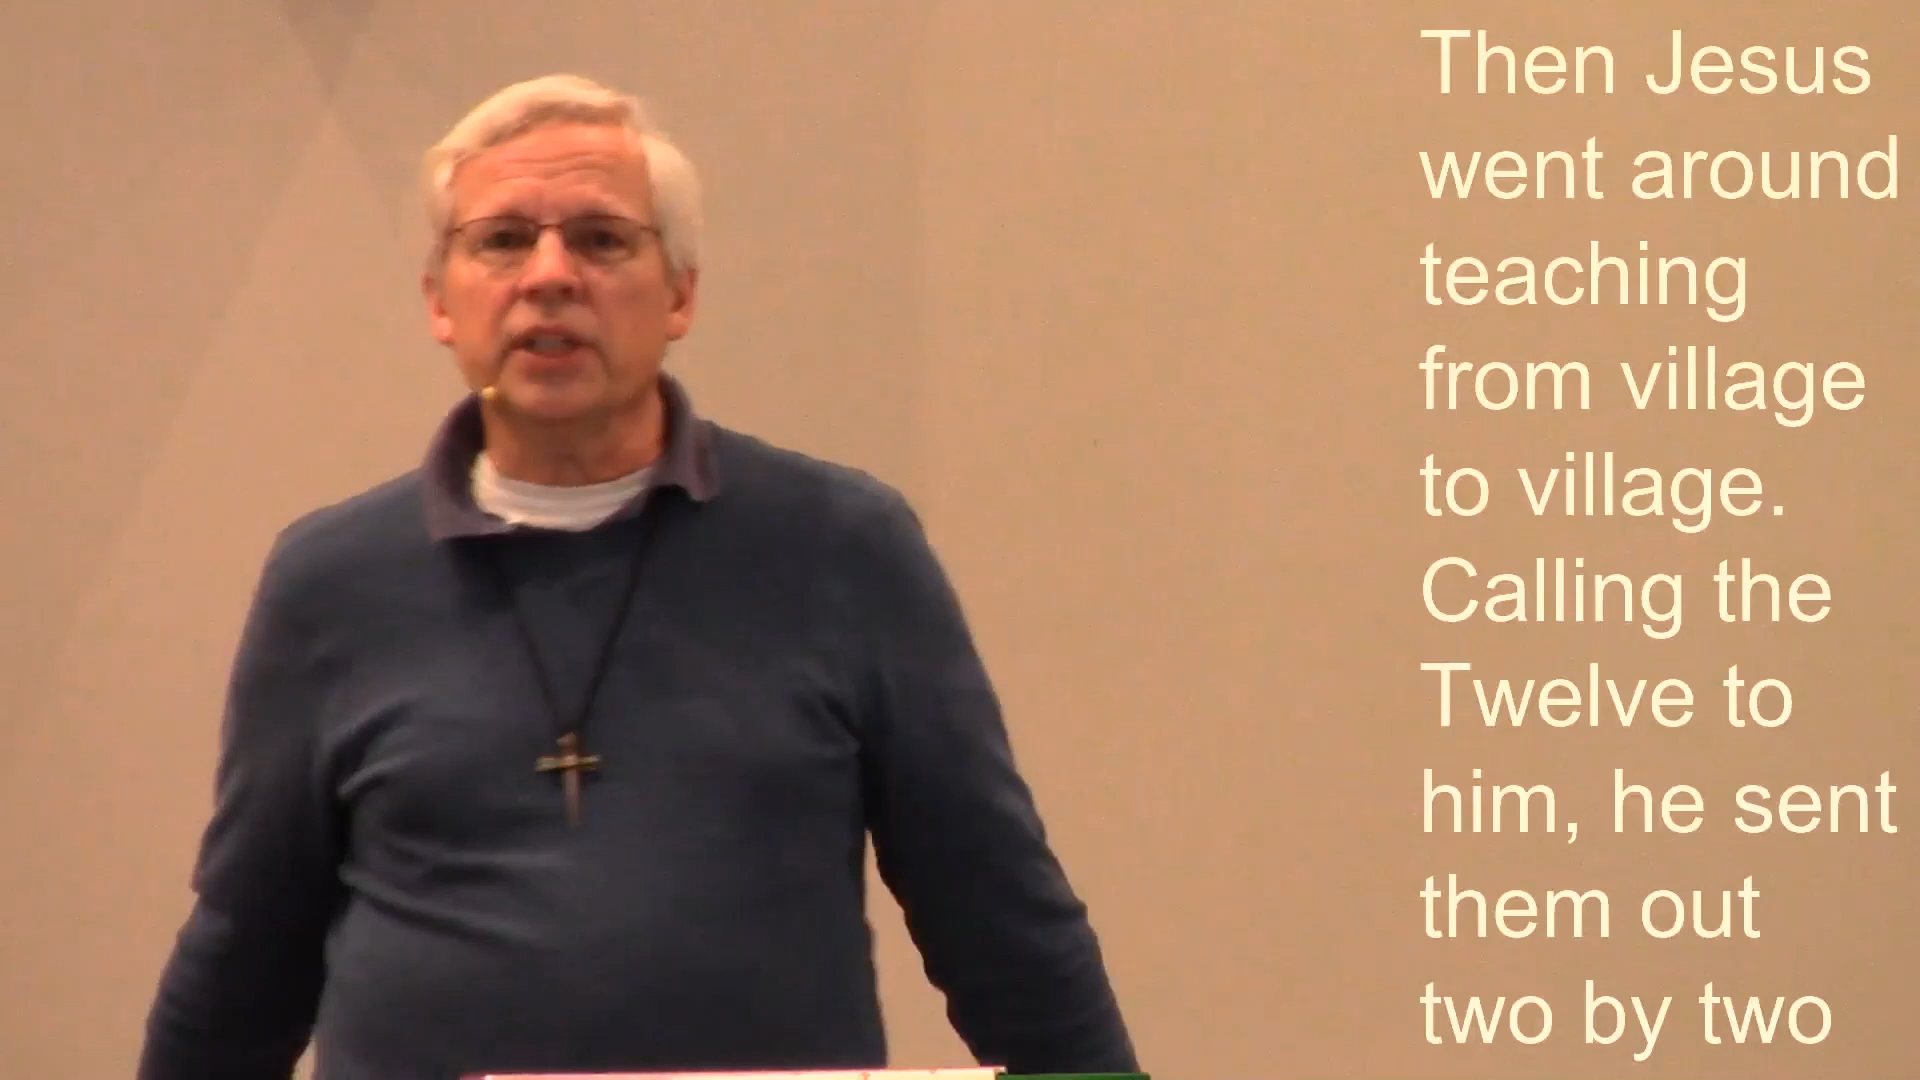 Then Jesus
went around
teaching
from village
to village.
Calling the
Twelve to
him, he sent
them out
two by two